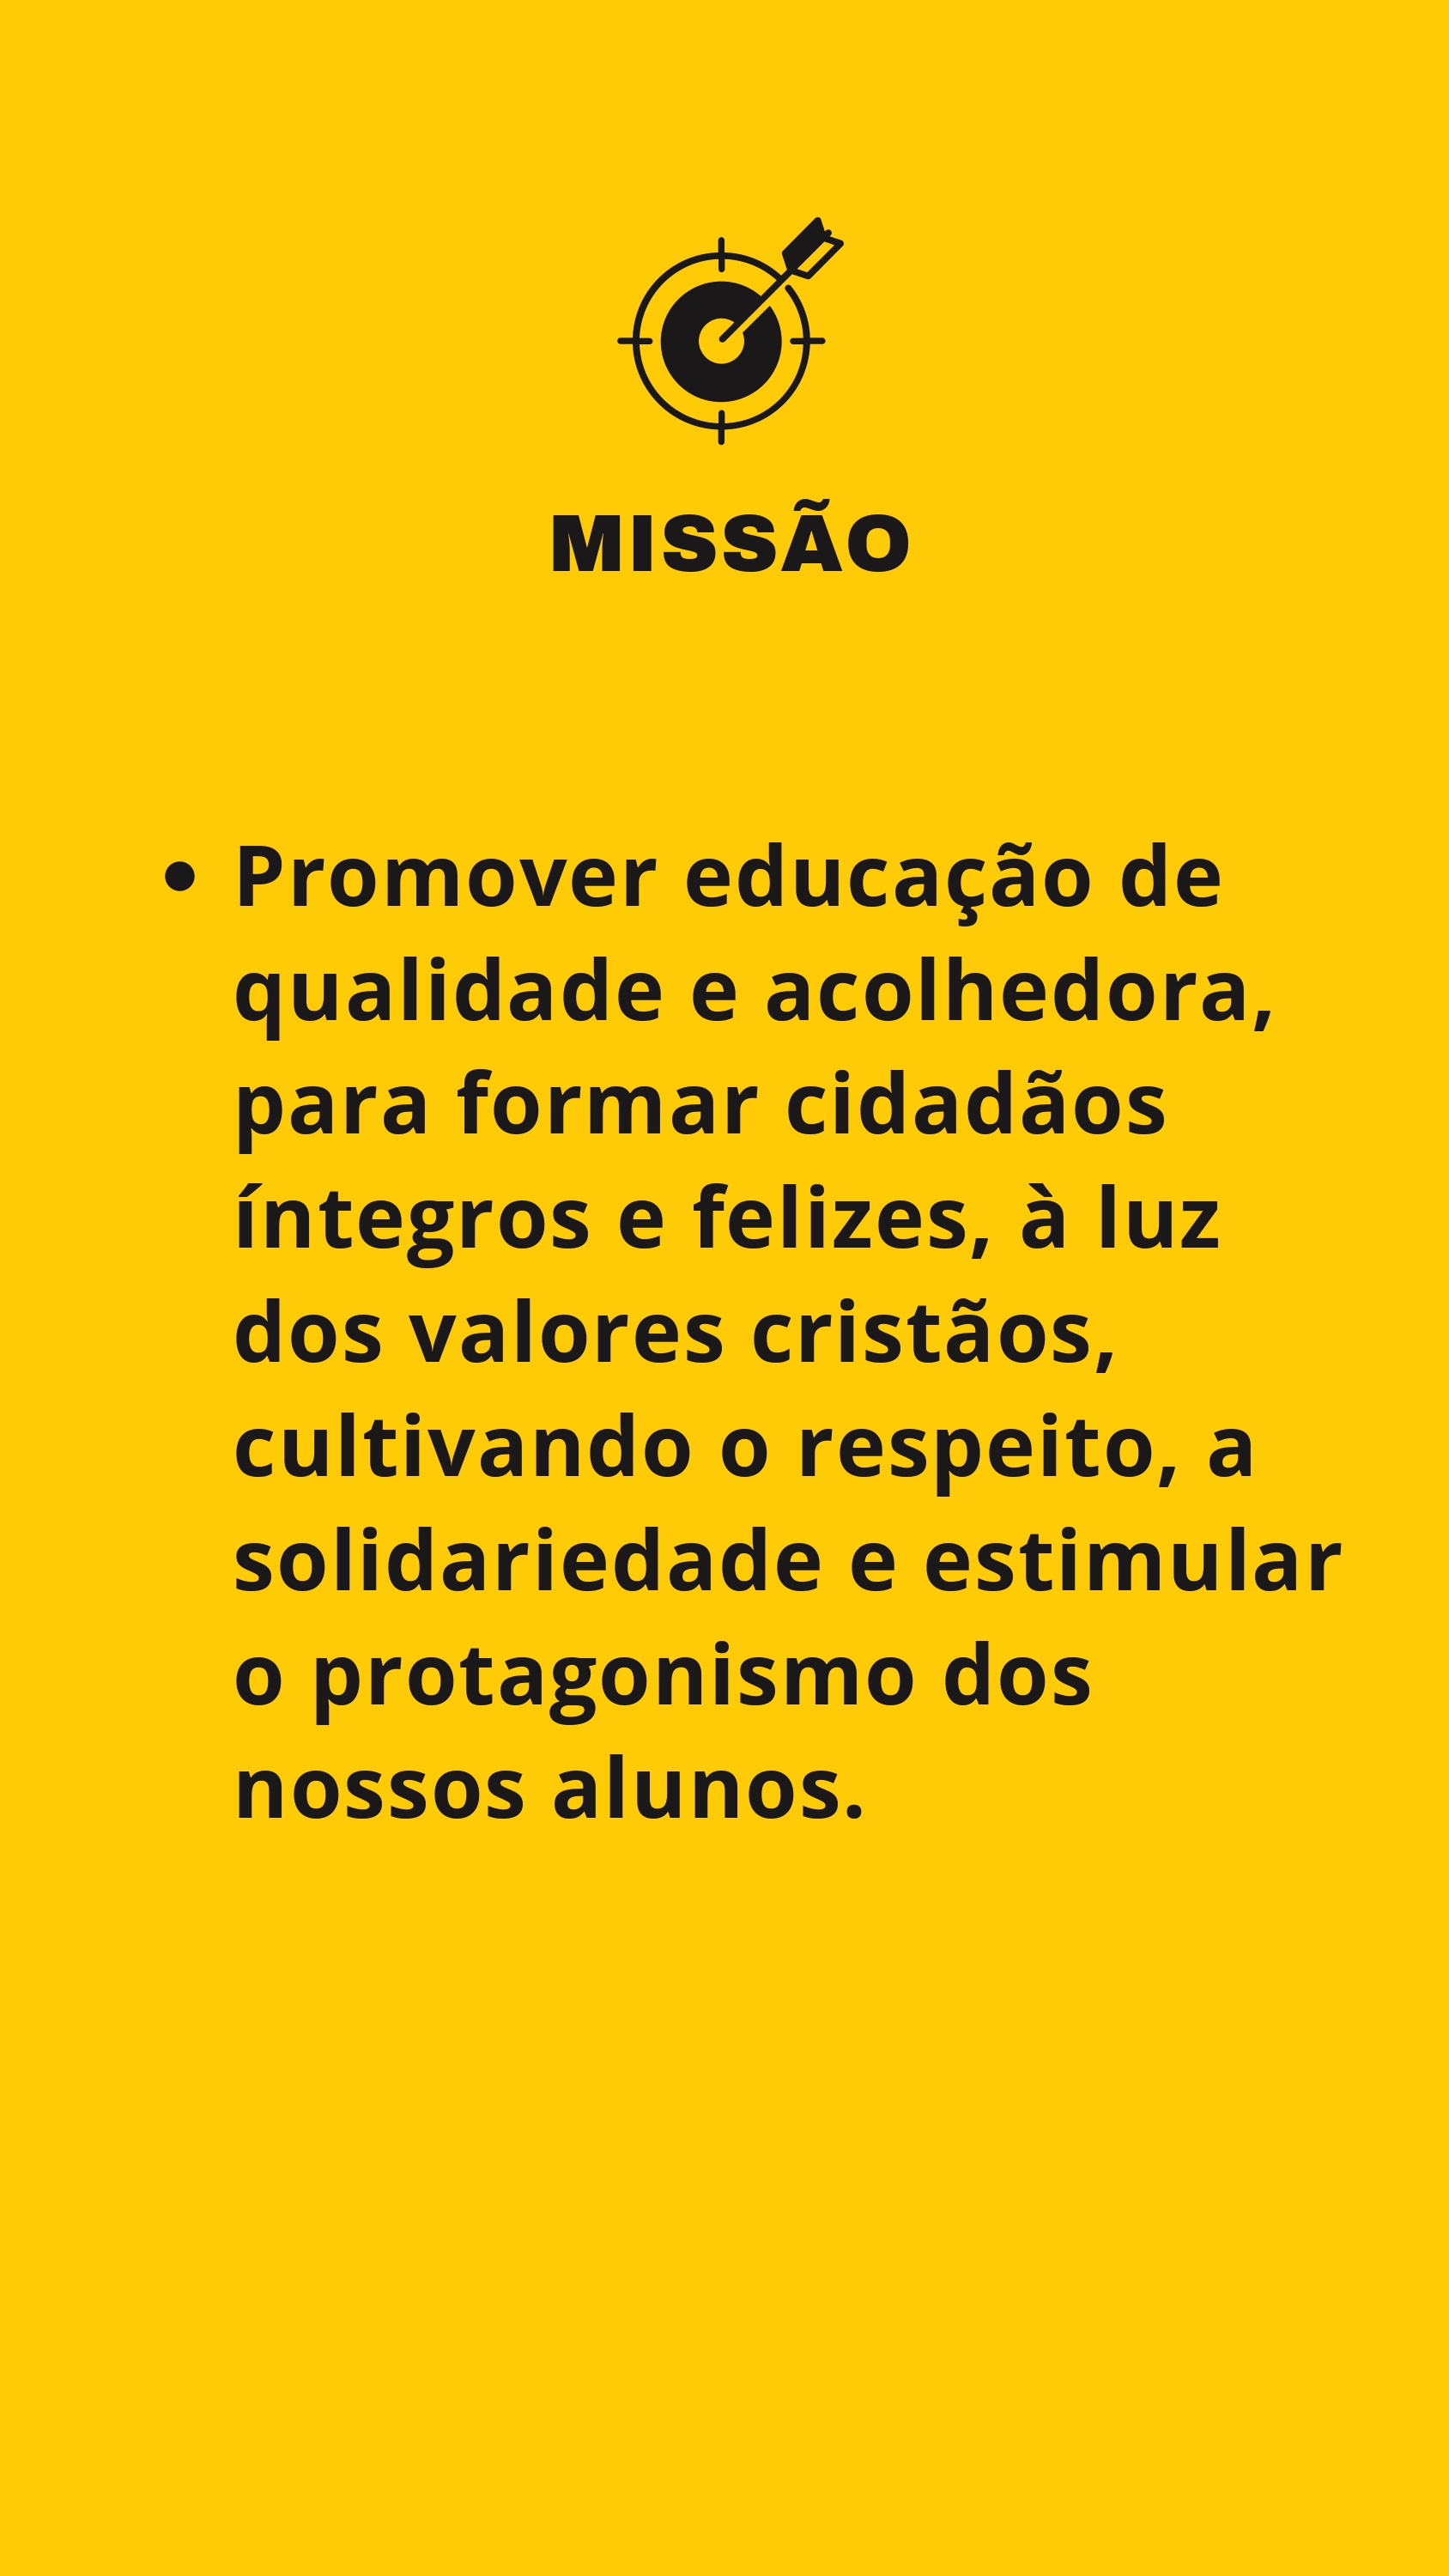 MISSÃO
• Promover educação de
qualidade e acolhedora,
para formar cidadãos
íntegros e felizes, à luz
dos valores cristãos,
cultivando o respeito, a
solidariedade e estimular
o protagonismo dos
nossos alunos.